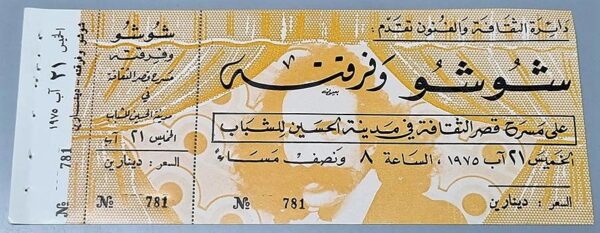 دائرة الثقافة والفنون تقدم :
شوشو وفرقته
على مسرح قصر الثقافة في مدينة الحسين للشباب
الخميس ٢١ آب ١٩٧٥ ، الساعة ٨ ونصف مساءً
السعر : دينارين
№ 781
شوشو
وفرقته
مسرح قصر الثقافة
في
مدينة الحسين للشباب
الخميس ٢١ آب
السعر : دينارين
№ 781
الخميس ٢١ آب ١٩٧٥
№ 781